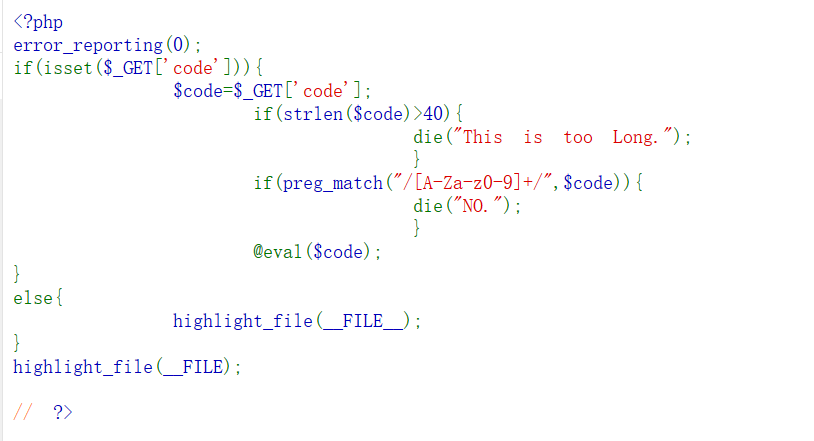 <?php
error_reporting(0);
if(isset($_GET['code'])){
$code=$_GET['code'];
if(strlen($code)>40){
die("This is too Long.");
}
if(preg_match("/[A-Za-z0-9]+/",$code)){
die("NO.");
}
@eval($code);
}
else{
highlight_file(__FILE__);
}
highlight_file(__FILE);

// ?>